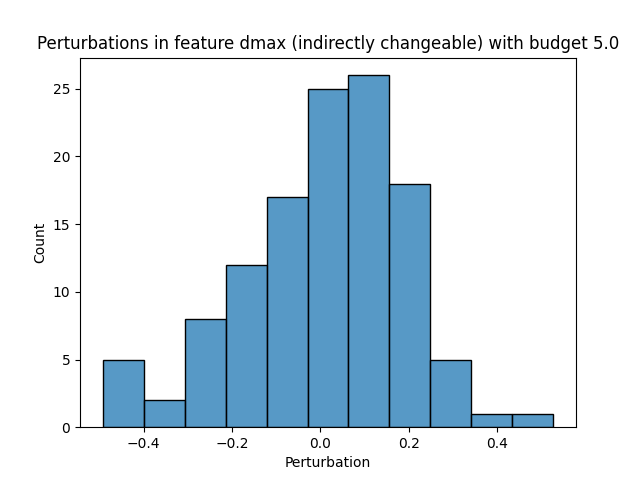 Perturbations in feature dmax (indirectly changeable) with budget 5.0
25
20
15
10
5
0
Count
−0.4 −0.2 0.0 0.2 0.4
Perturbation